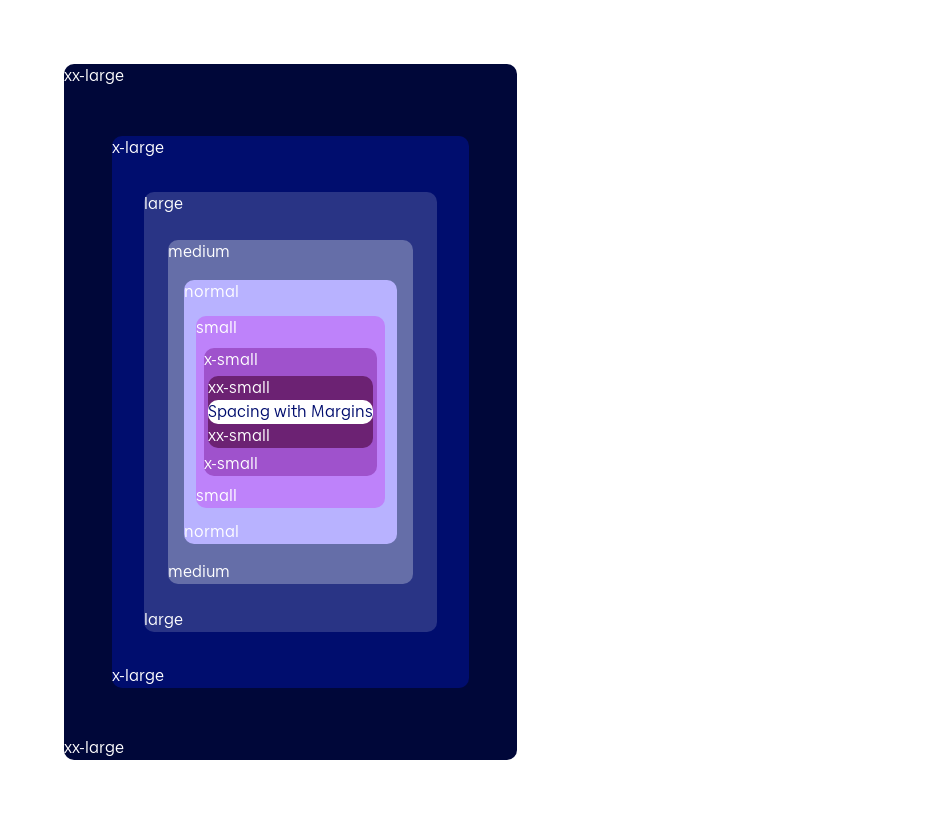 xx-large
x-large
large
medium
normal
small
x-small
xx-small
Spacing with Margins
xx-small
x-small
small
normal
medium
large
x-large
xx-large